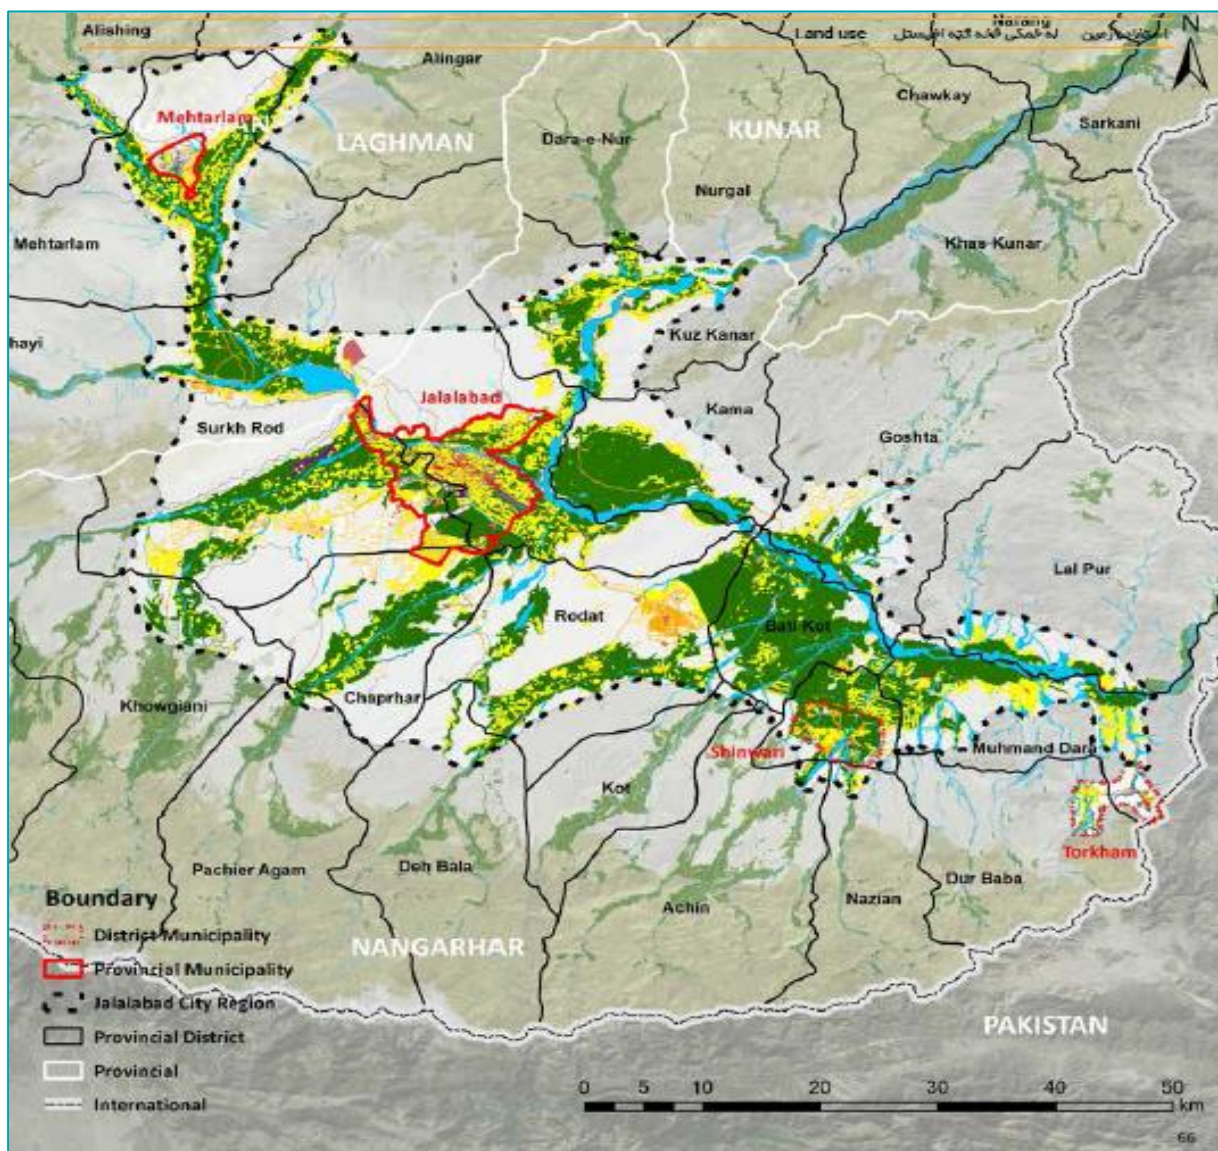 Alishing
Narang
N
Land use
استفاده زمین
Alingar
Chawkay
Mehtarlam
LAGHMAN
KUNAR
Sarkani
Dara-e-Nur
Nurgal
Mehtarlam
Khas Kunar
Kuz Kanar
hayi
Jalalabad
Kama
Surkh Rod
Goshta
Lal Pur
Rodat
Bati Kot
Chaprhar
Khowgiani
Shinwari
Muhmand Dara
Kot
Torkham
Pachier Agam
Deh Bala
Dur Baba
Nazian
Achin
NANGARHAR
PAKISTAN
Boundary
District Municipality
Provincial Municipality
Jalalabad City Region
Provincial District
Provincial
International
0 5 10 20 30 40 50
km
66